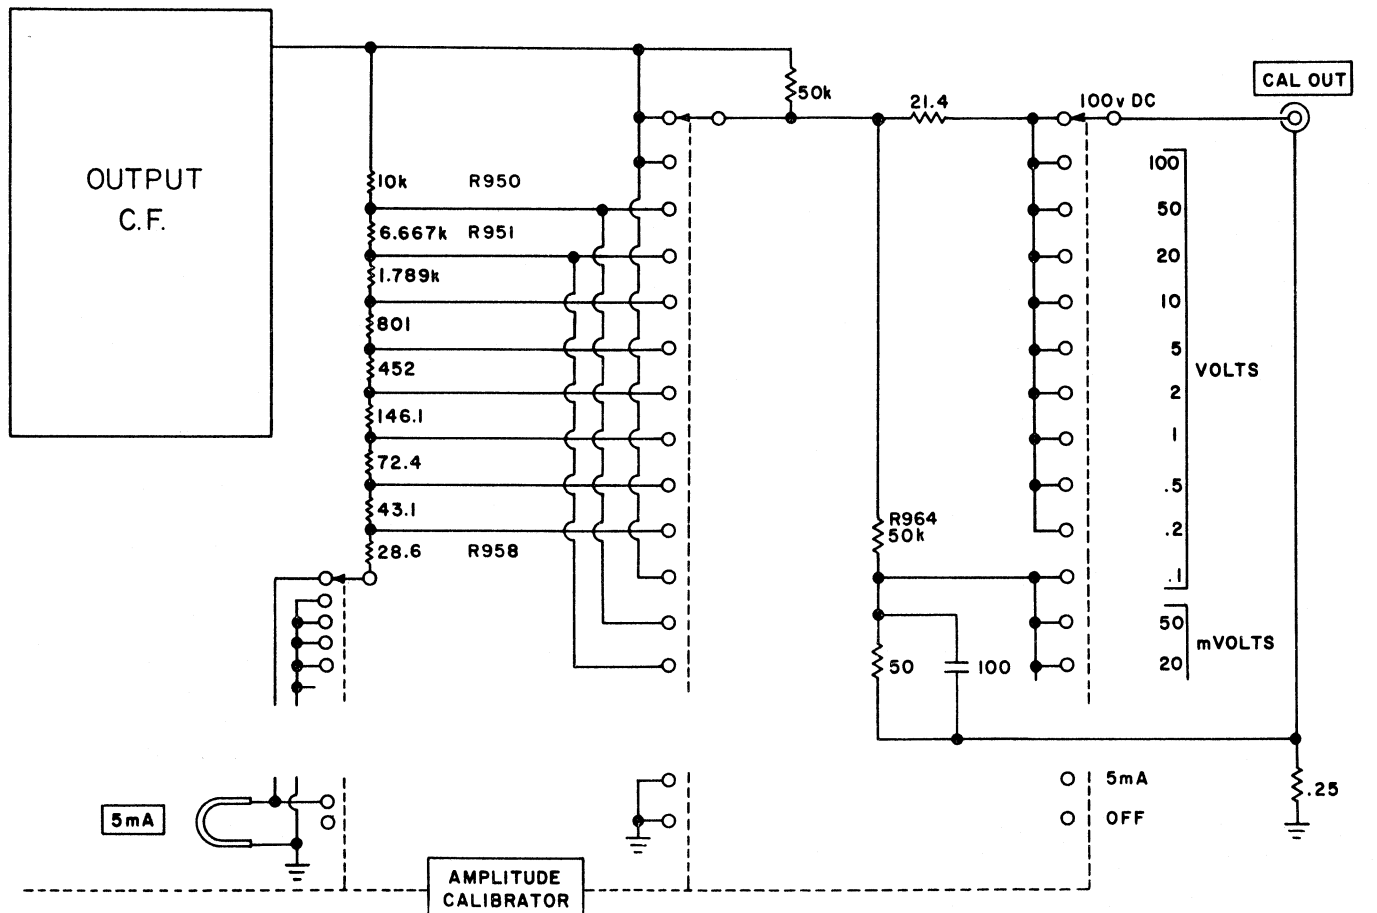 OUTPUT
C.F.
10k R950
6.667k R951
1.789k
801
452
146.1
72.4
43.1
28.6 R958
50k
21.4
100v DC
CAL OUT
100
50
20
10
5
2
1
.5
.2
.1
VOLTS
50
20
mVOLTS
R964
50k
50
100
5mA
OFF
.25
5mA
AMPLITUDE
CALIBRATOR